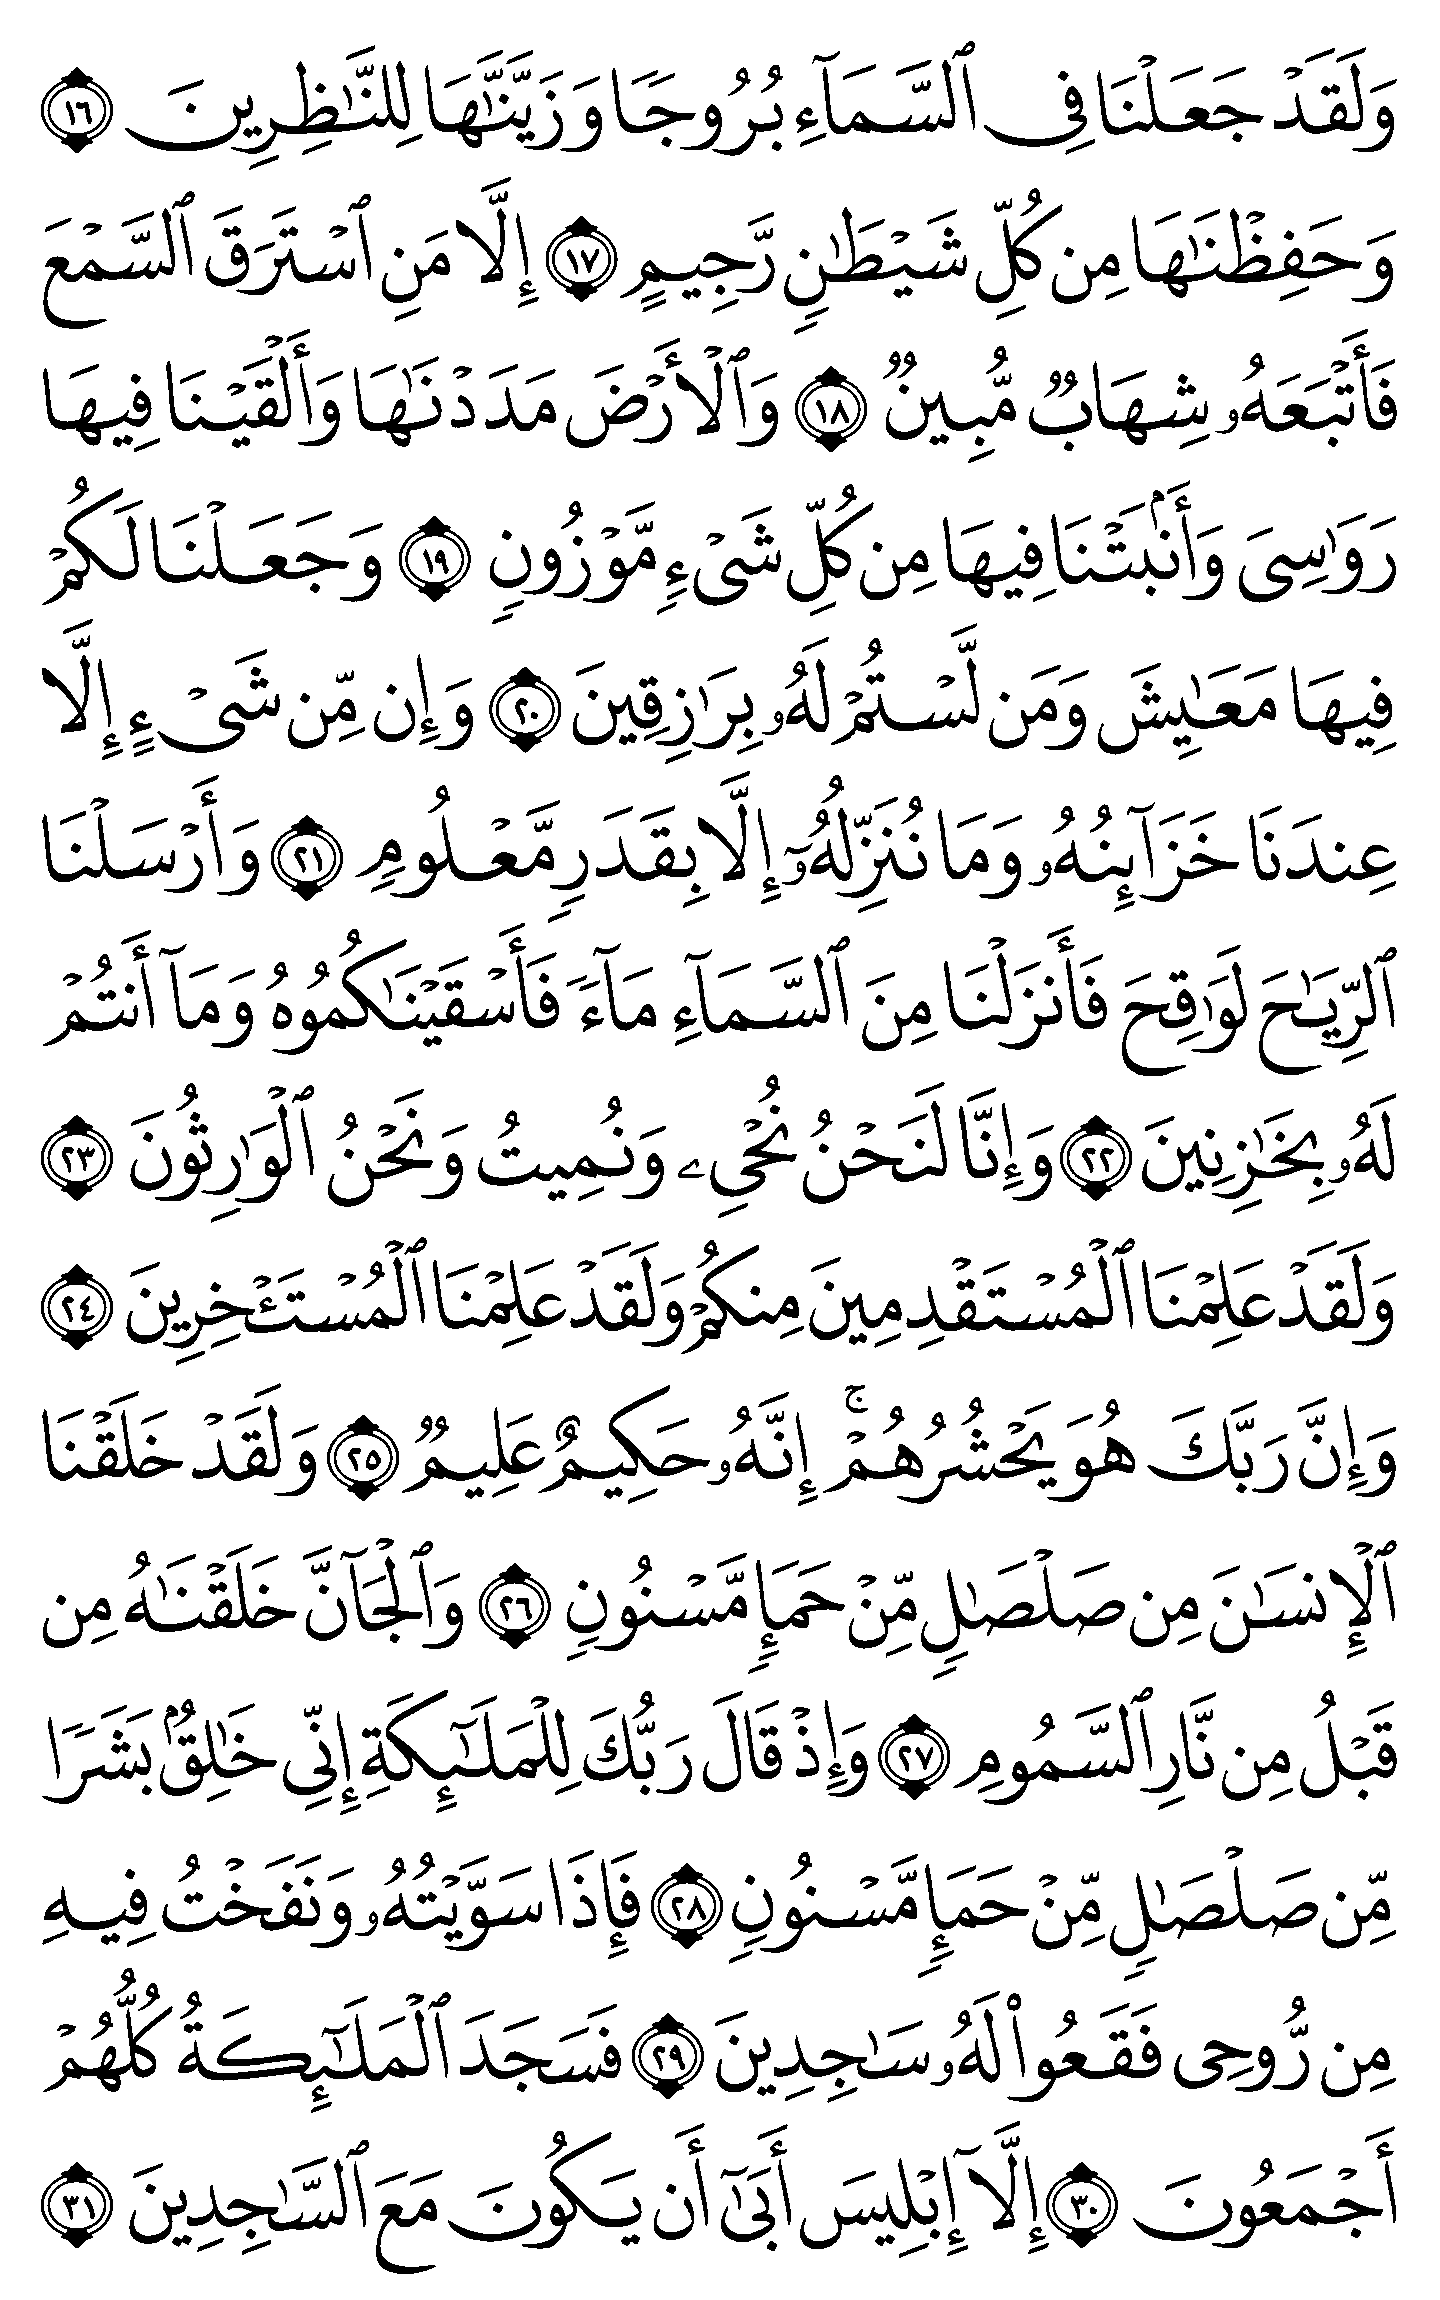 وَلَقَدْ جَعَلْنَا فِى ٱلسَّمَآءِ بُرُوجًا وَزَيَّنَّـٰهَا لِلنَّـٰظِرِينَ ١٦
وَحَفِظْنَـٰهَا مِن كُلِّ شَيْطَـٰنٍ رَّجِيمٍ ١٧ إِلَّا مَنِ ٱسْتَرَقَ ٱلسَّمْعَ
فَأَتْبَعَهُۥ شِهَابٌ مُّبِينٌ ١٨ وَٱلْأَرْضَ مَدَدْنَـٰهَا وَأَلْقَيْنَا فِيهَا
رَوَٰسِىَ وَأَنۢبَتْنَا فِيهَا مِن كُلِّ شَىْءٍ مَّوْزُونٍ ١٩ وَجَعَلْنَا لَكُمْ
فِيهَا مَعَـٰيِشَ وَمَن لَّسْتُمْ لَهُۥ بِرَٰزِقِينَ ٢٠ وَإِن مِّن شَىْءٍ إِلَّا
عِندَنَا خَزَآئِنُهُۥ وَمَا نُنَزِّلُهُۥٓ إِلَّا بِقَدَرٍ مَّعْلُومٍ ٢١ وَأَرْسَلْنَا
ٱلرِّيَـٰحَ لَوَٰقِحَ فَأَنزَلْنَا مِنَ ٱلسَّمَآءِ مَآءً فَأَسْقَيْنَـٰكُمُوهُ وَمَآ أَنتُمْ
لَهُۥ بِخَـٰزِنِينَ ٢٢ وَإِنَّا لَنَحْنُ نُحْىِۦ وَنُمِيتُ وَنَحْنُ ٱلْوَٰرِثُونَ ٢٣
وَلَقَدْ عَلِمْنَا ٱلْمُسْتَقْدِمِينَ مِنكُمْ وَلَقَدْ عَلِمْنَا ٱلْمُسْتَـْٔخِرِينَ ٢٤
وَإِنَّ رَبَّكَ هُوَ يَحْشُرُهُمْ ۚ إِنَّهُۥ حَكِيمٌ عَلِيمٌ ٢٥ وَلَقَدْ خَلَقْنَا
ٱلْإِنسَـٰنَ مِن صَلْصَـٰلٍ مِّنْ حَمَإٍ مَّسْنُونٍ ٢٦ وَٱلْجَآنَّ خَلَقْنَـٰهُ مِن
قَبْلُ مِن نَّارِ ٱلسَّمُومِ ٢٧ وَإِذْ قَالَ رَبُّكَ لِلْمَلَـٰٓئِكَةِ إِنِّى خَـٰلِقٌۢ بَشَرًا
مِّن صَلْصَـٰلٍ مِّنْ حَمَإٍ مَّسْنُونٍ ٢٨ فَإِذَا سَوَّيْتُهُۥ وَنَفَخْتُ فِيهِ
مِن رُّوحِى فَقَعُوا۟ لَهُۥ سَـٰجِدِينَ ٢٩ فَسَجَدَ ٱلْمَلَـٰٓئِكَةُ كُلُّهُمْ
أَجْمَعُونَ ٣٠ إِلَّآ إِبْلِيسَ أَبَىٰٓ أَن يَكُونَ مَعَ ٱلسَّـٰجِدِينَ ٣١